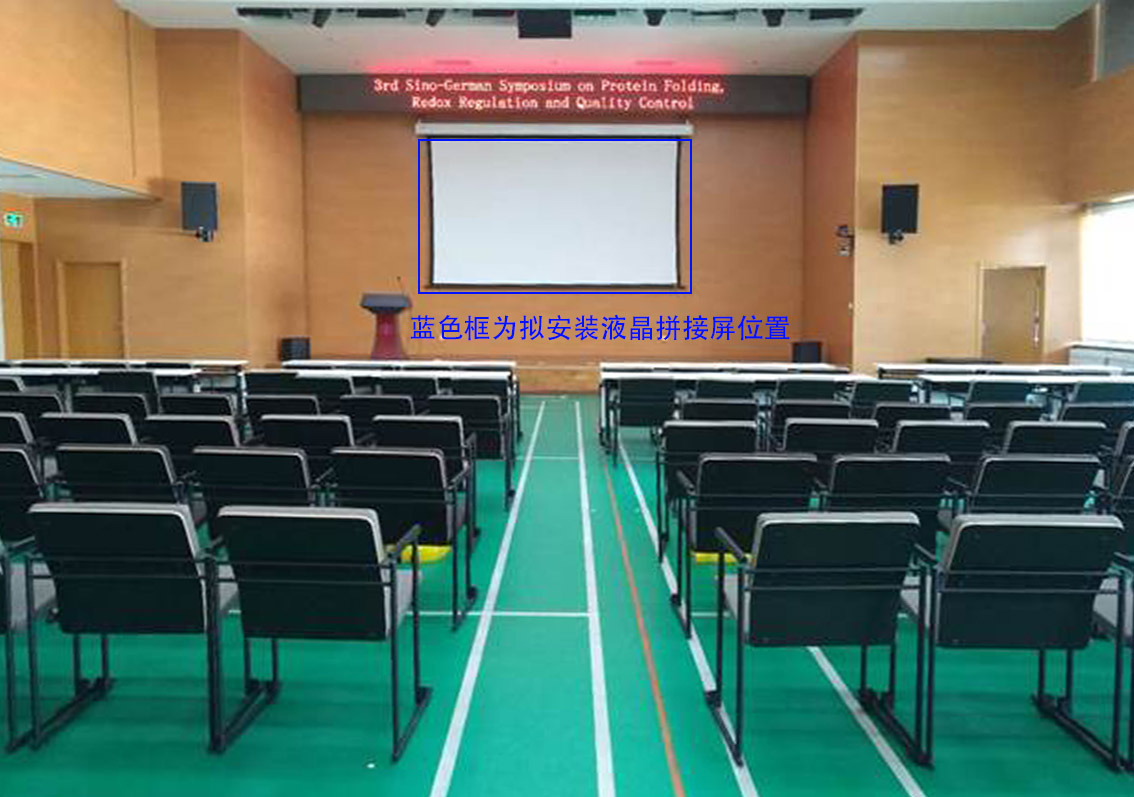 3rd Sino-German Symposium on Protein Folding,
Redox Regulation and Quality Control
蓝色框为拟安装液晶拼接屏位置